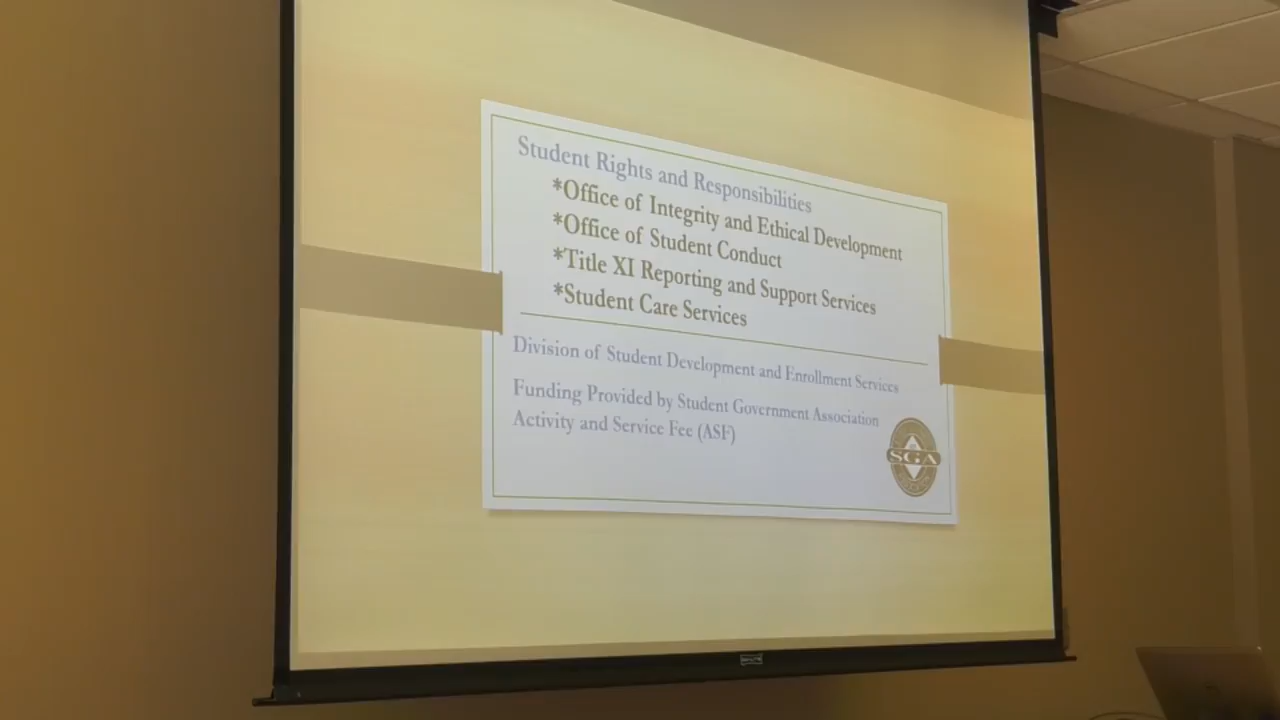 Student Rights and Responsibilities
*Office of Integrity and Ethical Development
*Office of Student Conduct
*Title XI Reporting and Support Services
*Student Care Services
Division of Student Development and Enrollment Services
Funding Provided by Student Government Association
Activity and Service Fee (ASF)
SGA